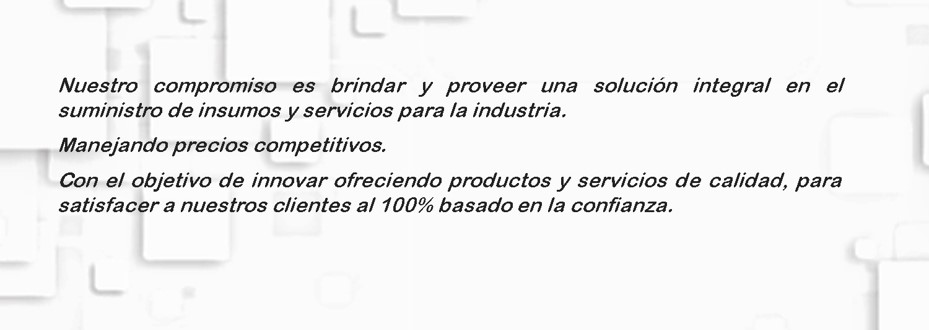 Nuestro compromiso es brindar y proveer una solución integral en el
suministro de insumos y servicios para la industria.
Manejando precios competitivos.
Con el objetivo de innovar ofreciendo productos y servicios de calidad, para
satisfacer a nuestros clientes al 100% basado en la confianza.